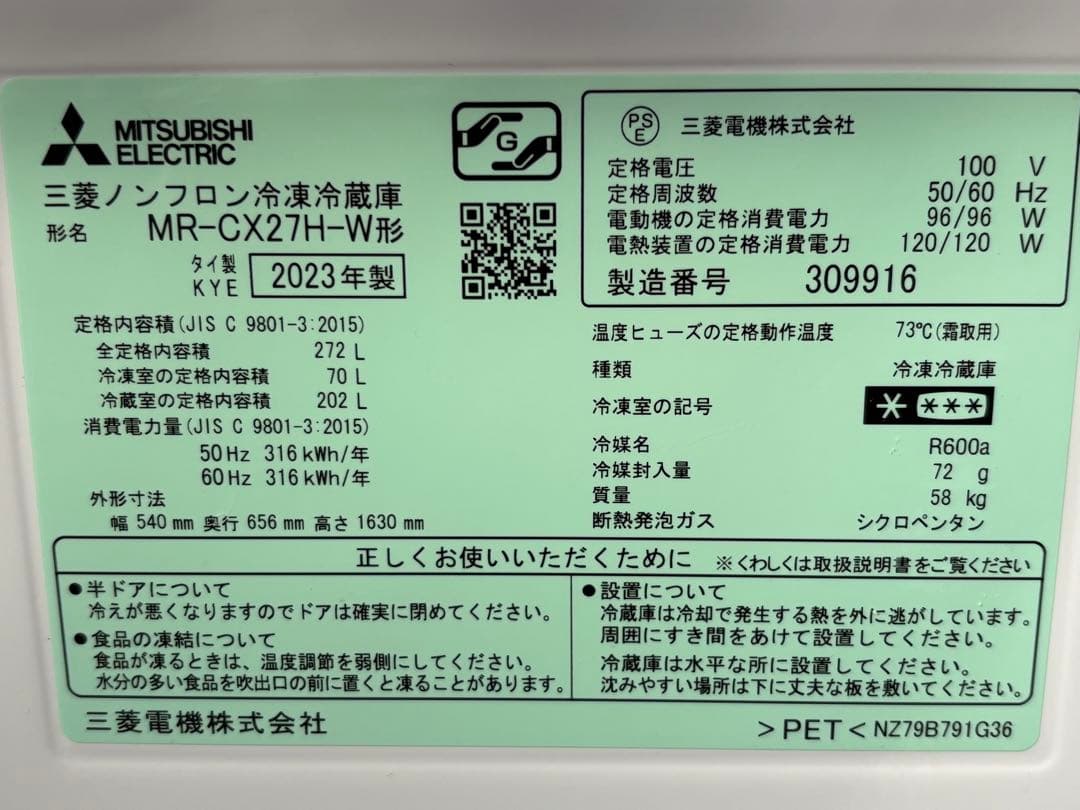 MITSUBISHI
ELECTRIC
三菱ノンフロン冷凍冷蔵庫
形名 MR-CX27H-W形
タイ製
KYE 2023年製
定格内容積(JIS C 9801-3:2015)
全定格内容積 272 L
冷凍室の定格内容積 70 L
冷蔵室の定格内容積 202 L
消費電力量(JIS C 9801-3:2015)
50Hz 316kWh/年
60Hz 316kWh/年
外形寸法
幅 540mm 奥行 656mm 高さ 1630mm
G
PS
E
三菱電機株式会社
定格電圧 100 V
定格周波数 50/60 Hz
電動機の定格消費電力 96/96 W
電熱装置の定格消費電力 120/120 W
製造番号 309916
温度ヒューズの定格動作温度 73℃(霜取用)
種類 冷凍冷蔵庫
冷凍室の記号 * ***
冷媒名 R600a
冷媒封入量 72 g
質量 58 kg
断熱発泡ガス シクロペンタン
正しくお使いいただくために ※くわしくは取扱説明書をご覧ください
●半ドアについて
冷えが悪くなりますのでドアは確実に閉めてください。
●食品の凍結について
食品が凍るときは、温度調節を弱側にしてください。
水分の多い食品を吹出口の前に置くと凍ることがあります。
●設置について
冷蔵庫は冷却で発生する熱を外に逃がしています。
周囲にすき間をあけて設置してください。
冷蔵庫は水平な所に設置してください。
沈みやすい場所は下に丈夫な板を敷いてください。
三菱電機株式会社
>PET< NZ79B791G36